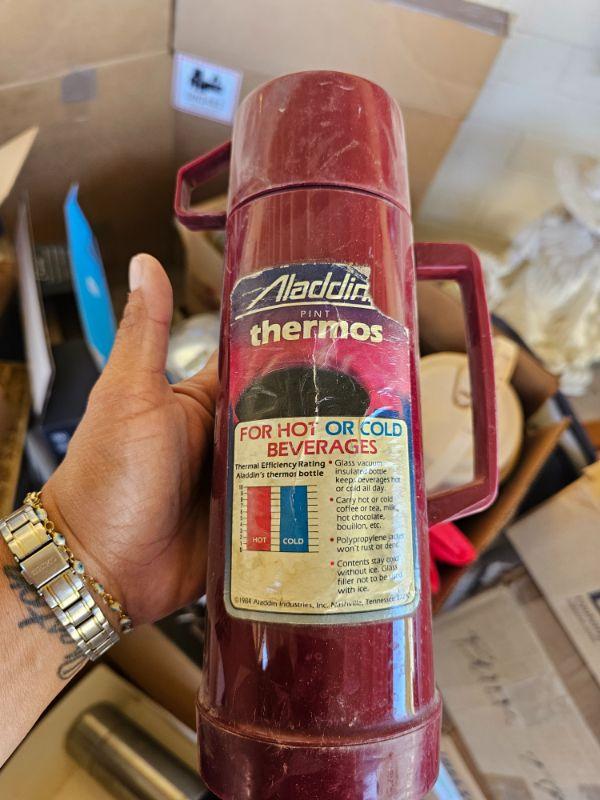 Aladdin
PINT
thermos
FOR HOT OR COLD
BEVERAGES
Thermal Efficiency Rating
Aladdin's thermos bottle
HOT COLD
• Glass vacuum
insulated bottle
keeps beverages hot
or cold all day.
• Carry hot or cold
coffee or tea, milk,
hot chocolate,
bouillon, etc.
• Polypropylene jacket
won't rust or dent.
• Contents stay cold
without ice. Glass
filler not to be used
with ice.
©1984 Aladdin Industries, Inc. Nashville, Tennessee